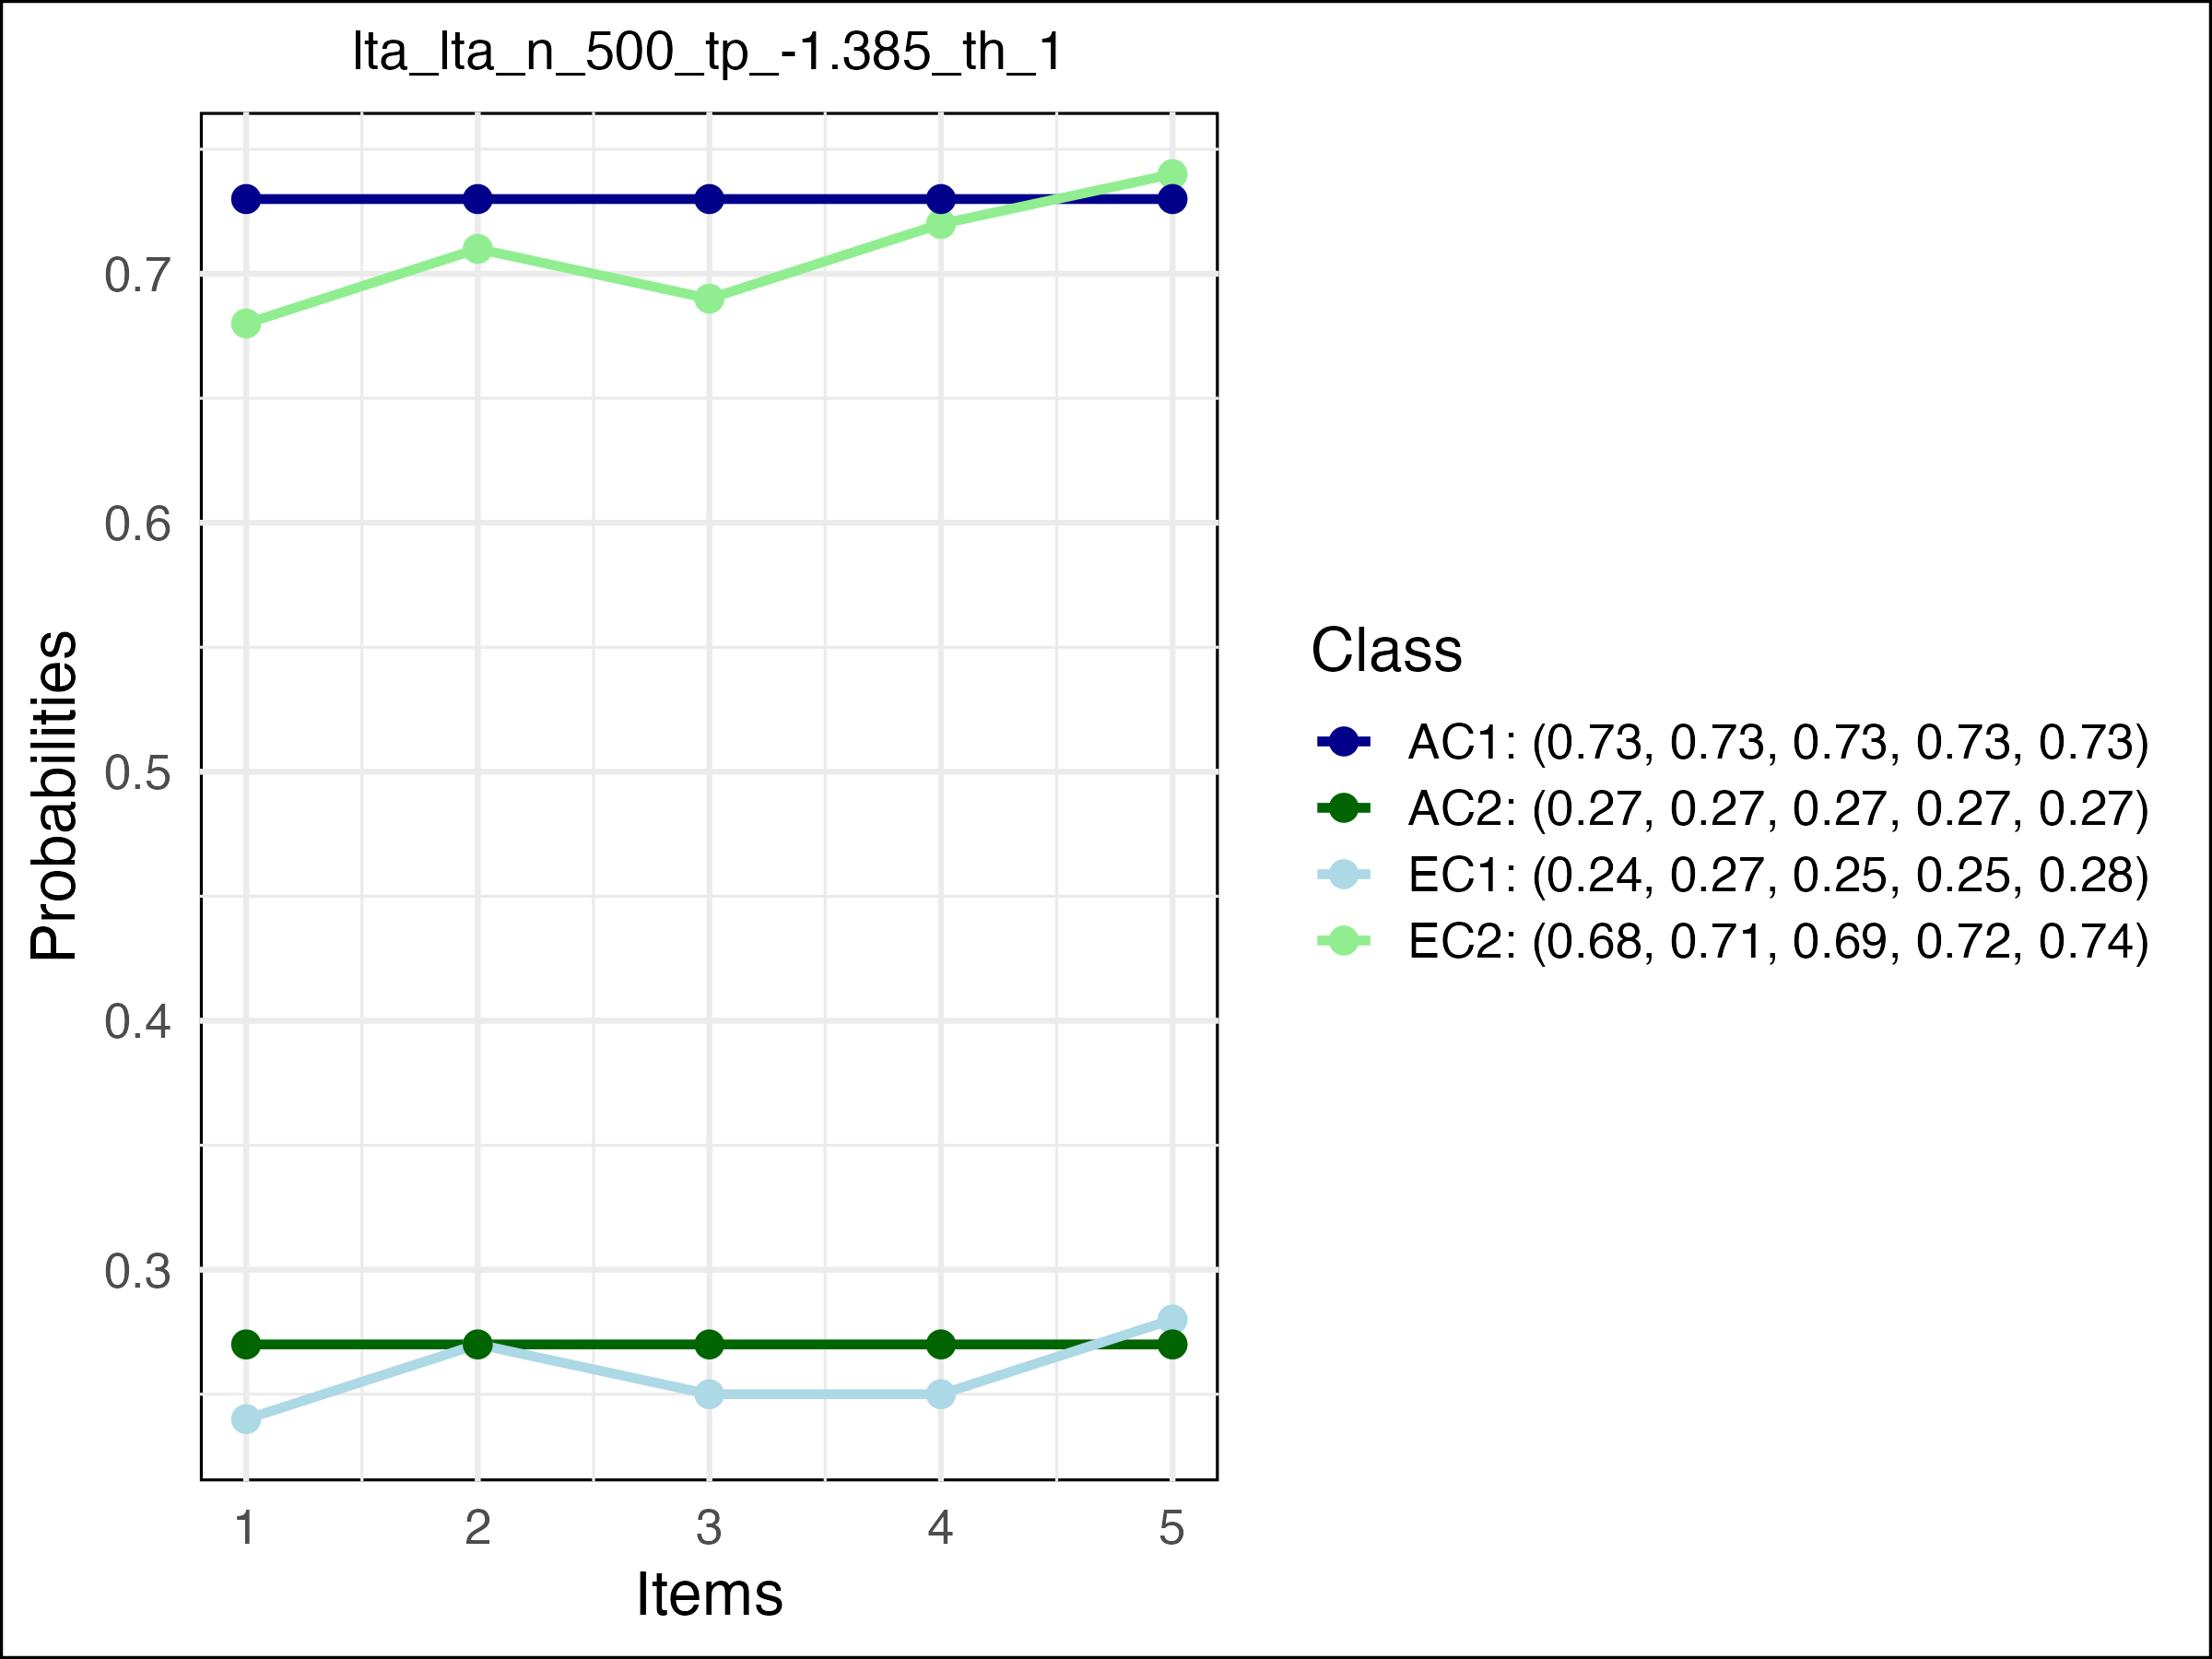 lta_lta_n_500_tp_-1.385_th_1
0.7
0.6
0.5
0.4
0.3
Probabilities
1 2 3 4 5
Items
Class
AC1: (0.73, 0.73, 0.73, 0.73, 0.73)
AC2: (0.27, 0.27, 0.27, 0.27, 0.27)
EC1: (0.24, 0.27, 0.25, 0.25, 0.28)
EC2: (0.68, 0.71, 0.69, 0.72, 0.74)